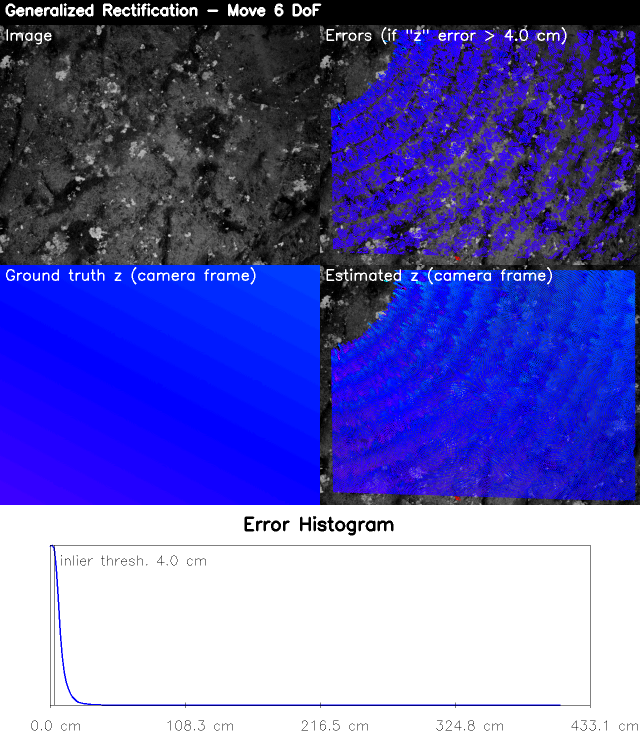 Generalized Rectification - Move 6 DoF
Image
Errors (if "z" error > 4.0 cm)
Ground truth z (camera frame)
Estimated z (camera frame)
Error Histogram
inlier thresh. 4.0 cm
0.0 cm 108.3 cm 216.5 cm 324.8 cm 433.1 cm